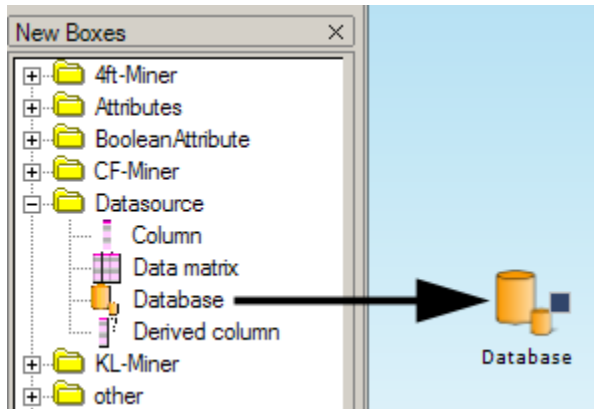 New Boxes
4ft-Miner
Attributes
BooleanAttribute
CF-Miner
Datasource
Column
Data matrix
Database
Derived column
KL-Miner
other
Database